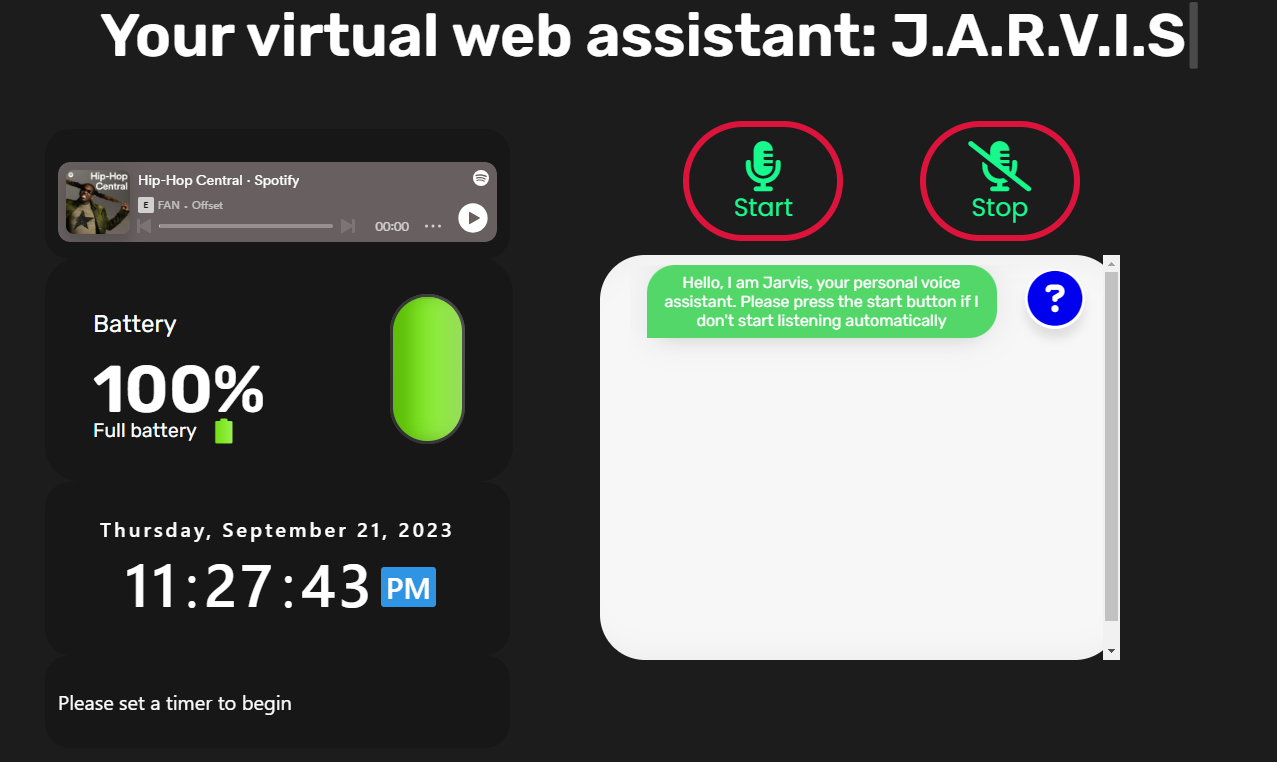 Your virtual web assistant: J.A.R.V.I.S
Hip-Hop
Central
Hip-Hop Central · Spotify
E FAN - Offset
00:00
Start
Stop
Hello, I am Jarvis, your personal voice
assistant. Please press the start button if I
don't start listening automatically
?
Battery
100%
Full battery
Thursday, September 21, 2023
11:27:43 PM
Please set a timer to begin